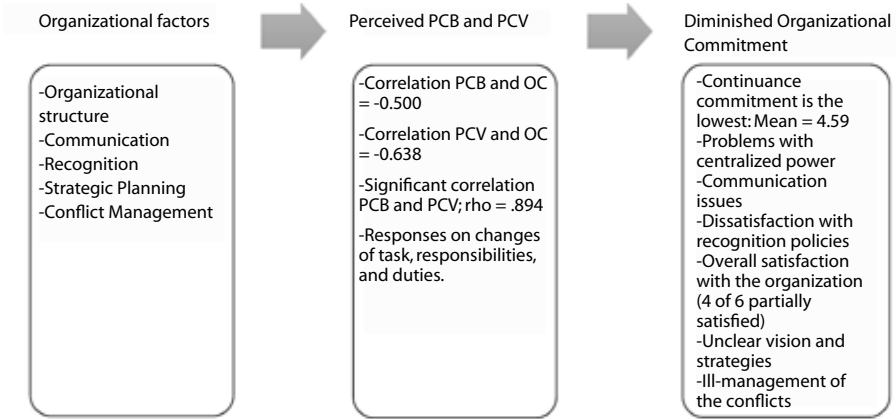 Organizational factors
-Organizational
structure
-Communication
-Recognition
-Strategic Planning
-Conflict Management
Perceived PCB and PCV
-Correlation PCB and OC
= -0.500
-Correlation PCV and OC
= -0.638
-Significant correlation
PCB and PCV; rho = .894
-Responses on changes
of task, responsibilities,
and duties.
Diminished Organizational
Commitment
-Continuance
commitment is the
lowest: Mean = 4.59
-Problems with
centralized power
-Communication
issues
-Dissatisfaction with
recognition policies
-Overall satisfaction
with the organization
(4 of 6 partially
satisfied)
-Unclear vision and
strategies
-Ill-management of
the conflicts